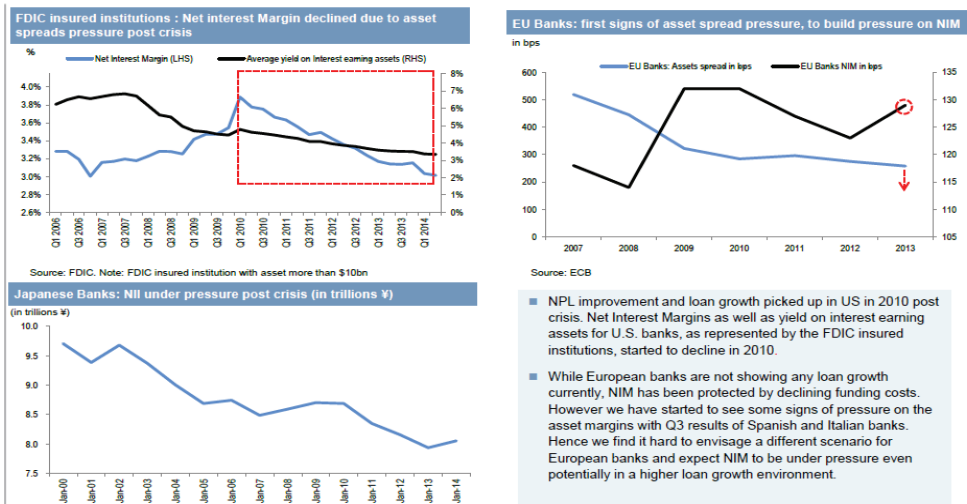 FDIC insured institutions : Net interest Margin declined due to asset
spreads pressure post crisis
%
Net Interest Margin (LHS)
Average yield on Interest earning assets (RHS)
4.0%
3.8%
3.6%
3.4%
3.2%
3.0%
2.8%
2.6%
8%
7%
6%
5%
4%
3%
2%
1%
0%
Q1 2006
Q3 2006
Q1 2007
Q3 2007
Q1 2008
Q3 2008
Q1 2009
Q3 2009
Q1 2010
Q3 2010
Q1 2011
Q3 2011
Q1 2012
Q3 2012
Q1 2013
Q3 2013
Q1 2014
Source: FDIC. Note: FDIC insured institution with asset more than $10bn
EU Banks: first signs of asset spread pressure, to build pressure on NIM
in bps
EU Banks: Assets spread in bps
EU Banks NIM in bps
600
500
400
300
200
100
0
135
130
125
120
115
110
105
2007
2008
2009
2010
2011
2012
2013
Source: ECB
Japanese Banks: NII under pressure post crisis (in trillions ¥)
(in trillions ¥)
10.0
9.5
9.0
8.5
8.0
7.5
Jan-00
Jan-01
Jan-02
Jan-03
Jan-04
Jan-05
Jan-06
Jan-07
Jan-08
Jan-09
Jan-10
Jan-11
Jan-12
Jan-13
Jan-14
NPL improvement and loan growth picked up in US in 2010 post
crisis. Net Interest Margins as well as yield on interest earning
assets for U.S. banks, as represented by the FDIC insured
institutions, started to decline in 2010.
While European banks are not showing any loan growth
currently, NIM has been protected by declining funding costs.
However we have started to see some signs of pressure on the
asset margins with Q3 results of Spanish and Italian banks.
Hence we find it hard to envisage a different scenario for
European banks and expect NIM to be under pressure even
potentially in a higher loan growth environment.